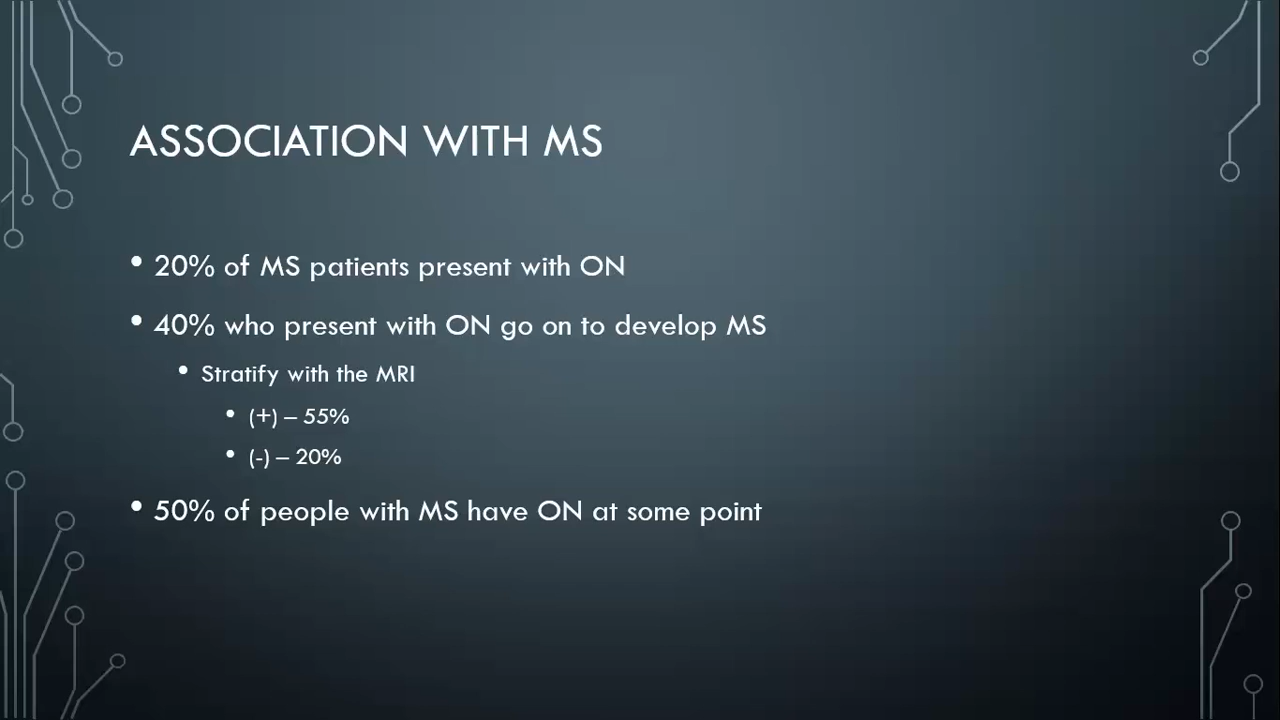 ASSOCIATION WITH MS
• 20% of MS patients present with ON
• 40% who present with ON go on to develop MS
• Stratify with the MRI
• (+) – 55%
• (-) – 20%
• 50% of people with MS have ON at some point